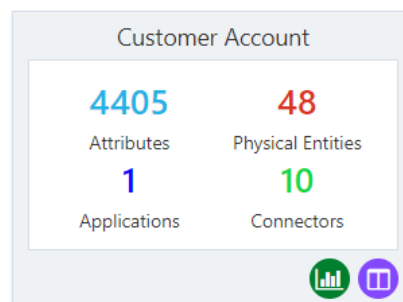 Customer Account
4405 48
Attributes Physical Entities
1 10
Applications Connectors